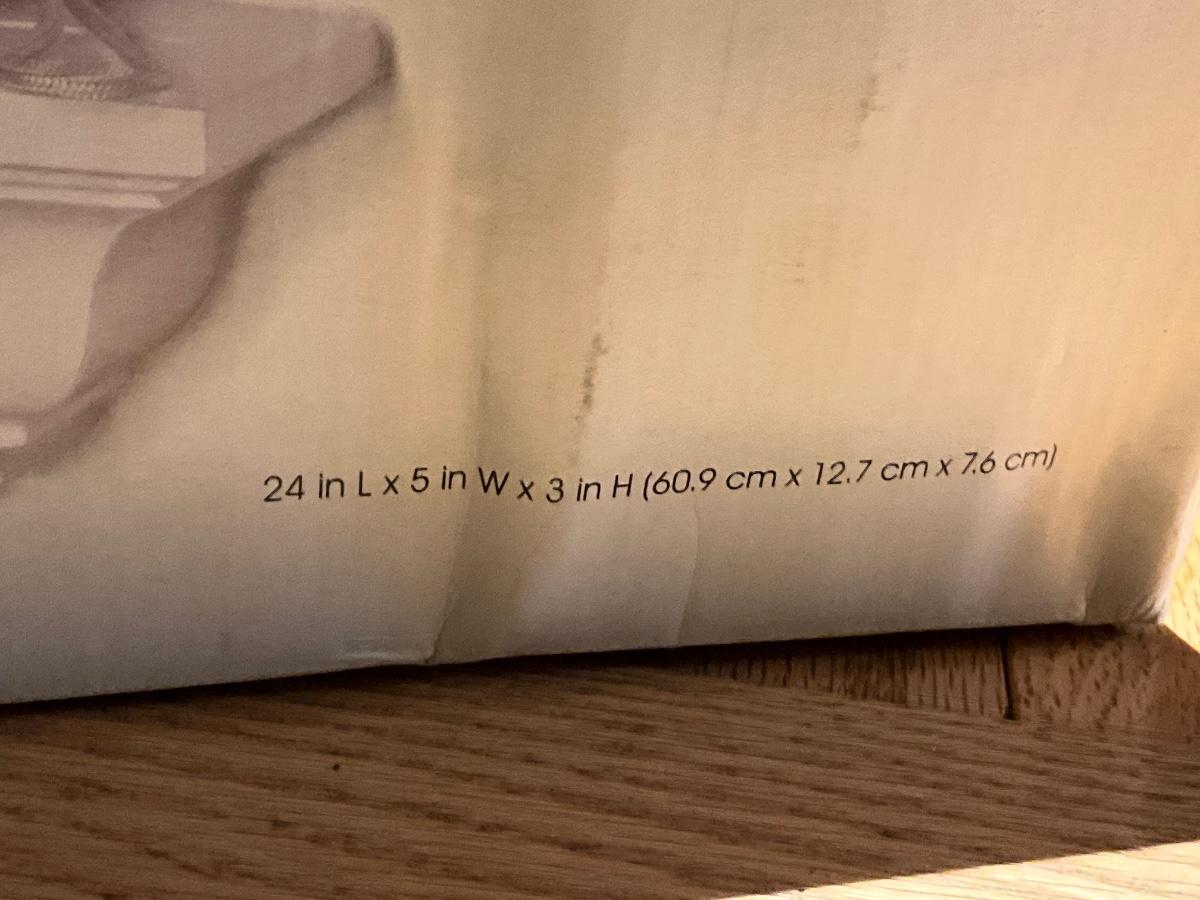 24 in L x 5 in W x 3 in H (60.9 cm x 12.7 cm x 7.6 cm)